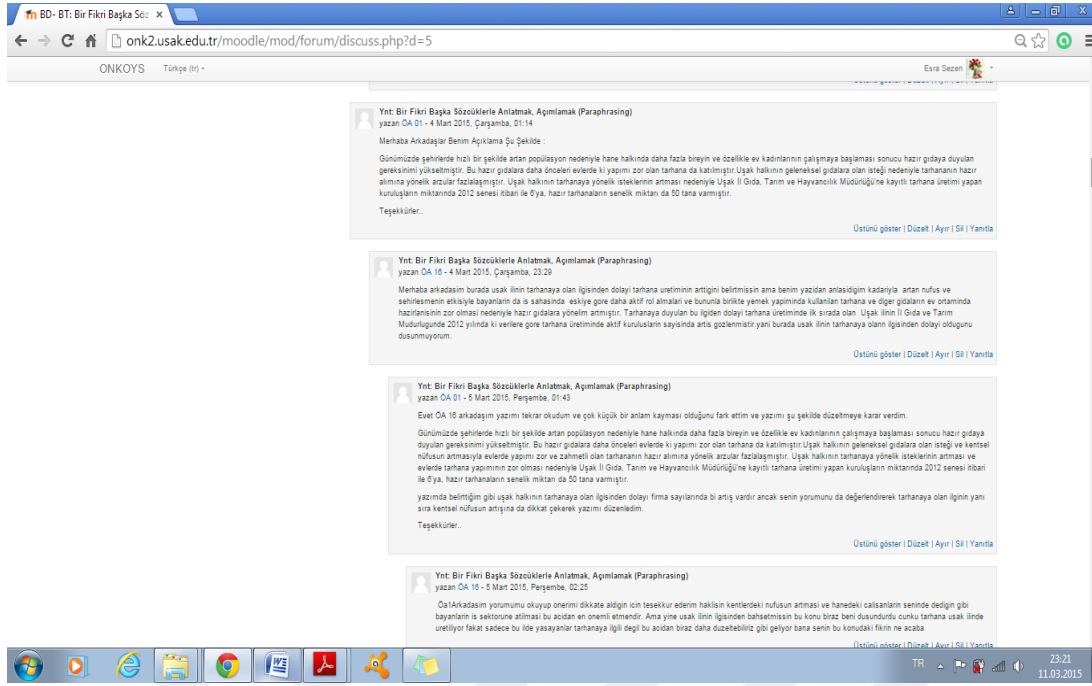 BD- BT: Bir Fikri Başka Söz
onk2.usak.edu.tr/moodle/mod/forum/discuss.php?d=5
ONKOYS Türkçe (tr)
Esra Sezen
Üstünü göster | Düzelt | Ayır | Sil | Yanıtla
Ynt: Bir Fikri Başka Sözcüklerle Anlatmak, Açımlamak (Paraphrasing)
yazan ÖA 01 - 4 Mart 2015, Çarşamba, 01:14
Merhaba Arkadaşlar Benim Açıklama Şu Şekilde :
Günümüzde şehirlerde hızlı bir şekilde artan popülasyon nedeniyle hane halkında daha fazla bireyin ve özellikle ev kadınlarının çalışmaya başlaması sonucu hazır gıdaya duyulan
gereksinimi yükseltmiştir. Bu hazır gıdalara daha önceleri evlerde ki yapımı zor olan tarhana da katılmıştır.Uşak halkının geleneksel gıdalara olan isteği nedeniyle tarhananın hazır
alımına yönelik arzular fazlalaşmıştır. Uşak halkının tarhanaya yönelik isteklerinin artması nedeniyle Uşak İl Gıda, Tarım ve Hayvancılık Müdürlüğü'ne kayıtlı tarhana üretimi yapan
kuruluşların miktarında 2012 senesi itibari ile 6'ya, hazır tarhanaların senelik miktarı da 50 tana varmıştır.
Teşekkürler..
Üstünü göster | Düzelt | Ayır | Sil | Yanıtla
Ynt: Bir Fikri Başka Sözcüklerle Anlatmak, Açımlamak (Paraphrasing)
yazan ÖA 16 - 4 Mart 2015, Çarşamba, 23:29
Merhaba arkadasim burada usak ilinin tarhanaya olan ilgisinden dolayi tarhana uretiminin arttigini belirtmissin ama benim yazidan anlasidigim kadariyla artan nufus ve
sehirlesmenin etkisiyle bayanlarin da is sahasinda eskiye gore daha aktif rol almalari ve bununla birlikte yemek yapiminda kullanilan tarhana ve diger gidaların ev ortaminda
hazirlanisinin zor olmasi nedeniyle hazır gıdalara yönelim artmıştır. Tarhanaya duyulan bu ilgiden dolayi tarhana üretiminde ilk sırada olan Uşak ilinin İl Gıda ve Tarım
Mudurlugunde 2012 yılında ki verilere gore tarhana üretiminde aktif kuruluslarin sayisinda artis gozlenmistir.yani burada usak ilinin tarhanaya olann ilgisinden dolayi oldugunu
dusunmuyorum.
Üstünü göster | Düzelt | Ayır | Sil | Yanıtla
Ynt: Bir Fikri Başka Sözcüklerle Anlatmak, Açımlamak (Paraphrasing)
yazan ÖA 01 - 5 Mart 2015, Perşembe, 01:43
Evet ÖA 16 arkadaşım yazımı tekrar okudum ve çok küçük bir anlam kayması olduğunu fark ettim ve yazımı şu şekilde düzeltmeye karar verdim.
Günümüzde şehirlerde hızlı bir şekilde artan popülasyon nedeniyle hane halkında daha fazla bireyin ve özellikle ev kadınlarının çalışmaya başlaması sonucu hazır gıdaya
duyulan gereksinimi yükseltmiştir. Bu hazır gıdalara daha önceleri evlerde ki yapımı zor olan tarhana da katılmıştır.Uşak halkının geleneksel gıdalara olan isteği ve kentsel
nüfusun artmasıyla evlerde yapımı zor ve zahmetli olan tarhananın hazır alımına yönelik arzular fazlalaşmıştır. Uşak halkının tarhanaya yönelik isteklerinin artması ve
evlerde tarhana yapımının zor olması nedeniyle Uşak İl Gıda, Tarım ve Hayvancılık Müdürlüğü'ne kayıtlı tarhana üretimi yapan kuruluşların miktarında 2012 senesi itibari
ile 6'ya, hazır tarhanaların senelik miktarı da 50 tana varmıştır.
yazımda belirttiğim gibi uşak halkının tarhanaya olan ilgisinden dolayı firma sayılarında bi artış vardır ancak senin yorumunu da değerlendirerek tarhanaya olan ilginin yanı
sıra kentsel nüfusun artışına da dikkat çekerek yazımı düzenledim.
Teşekkürler..
Üstünü göster | Düzelt | Ayır | Sil | Yanıtla
Ynt: Bir Fikri Başka Sözcüklerle Anlatmak, Açımlamak (Paraphrasing)
yazan ÖA 16 - 5 Mart 2015, Perşembe, 02:25
Öa1Arkadasim yorumumu okuyup onerimi dikkate aldigin icin tesekkur ederim haklisin kentlerdeki nufusun artmasi ve hanedeki calisanlarin seninde dedigin gibi
bayanlarin is sektorune atilmasi bu acidan en onemli etmendir. Ama yine usak ilinin ilgisinden bahsetmissin bu konu biraz beni dusundurdu cunku tarhana usak ilinde
uretiliyor fakat sadece bu ilde yasayanlar tarhanaya ilgili degil bu acidan biraz daha duzeltebiliriz gibi geliyor bana senin bu konudaki fikrin ne acaba
Üstünü göster | Düzelt | Ayır | Sil | Yanıtla
TR
23:21
11.03.2015